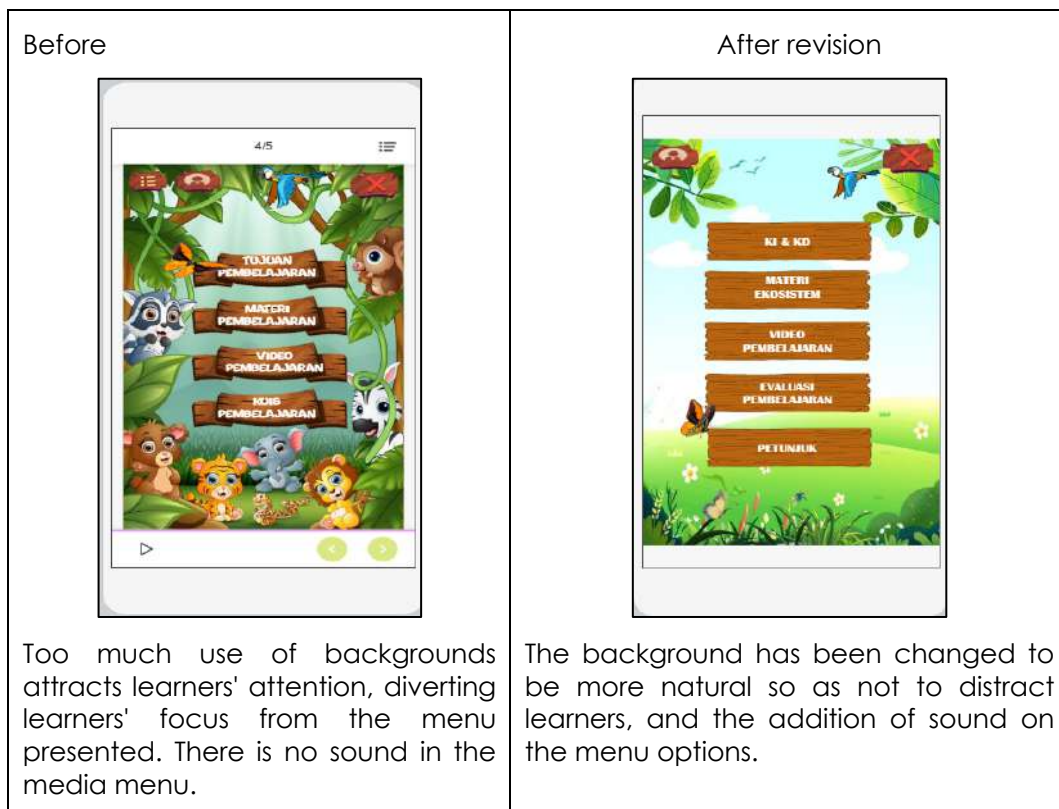 Before
4/5
TUJUAN
PEMBELAJARAN
MATERI
PEMBELAJARAN
VIDEO
PEMBELAJARAN
KUIS
PEMBELAJARAN
Too much use of backgrounds
attracts learners' attention, diverting
learners' focus from the menu
presented. There is no sound in the
media menu.
After revision
KI & KD
MATERI
EKOSISTEM
VIDEO
PEMBELAJARAN
EVALUASI
PEMBELAJARAN
PETUNJUK
The background has been changed to
be more natural so as not to distract
learners, and the addition of sound on
the menu options.